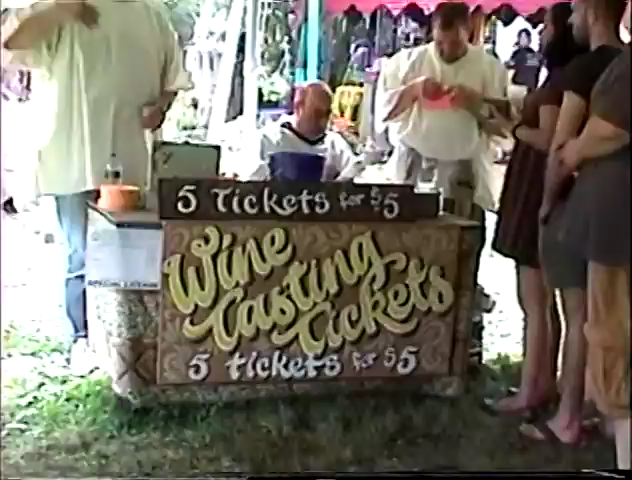 5 Tickets for $5
Wine
Tasting
Tickets
5 tickets for $5